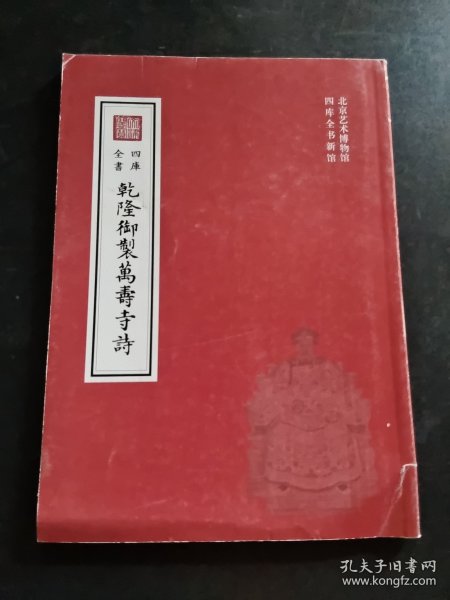 北京艺术博物馆
四库全书新馆
四庫
全書
乾隆御製萬壽寺詩
孔夫子旧书网
www.kongfz.com